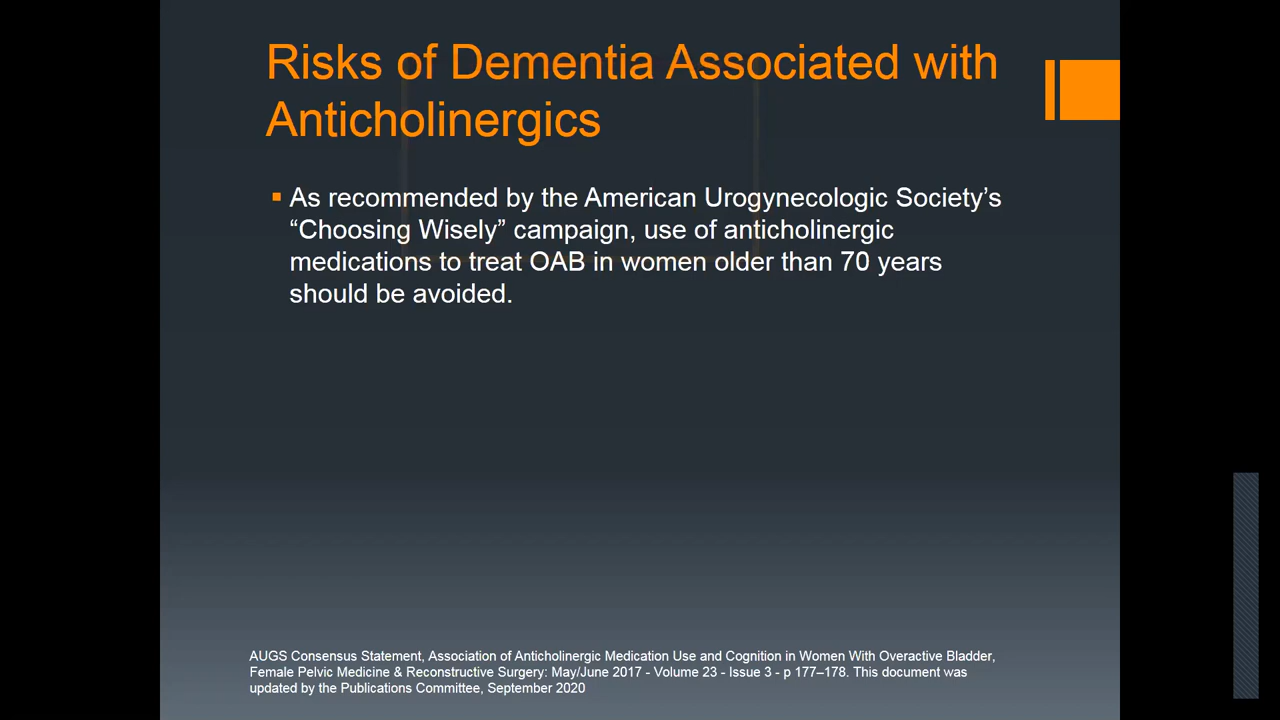 Risks of Dementia Associated with
Anticholinergics
As recommended by the American Urogynecologic Society’s
“Choosing Wisely” campaign, use of anticholinergic
medications to treat OAB in women older than 70 years
should be avoided.
AUGS Consensus Statement, Association of Anticholinergic Medication Use and Cognition in Women With Overactive Bladder,
Female Pelvic Medicine & Reconstructive Surgery: May/June 2017 - Volume 23 - Issue 3 - p 177–178. This document was
updated by the Publications Committee, September 2020